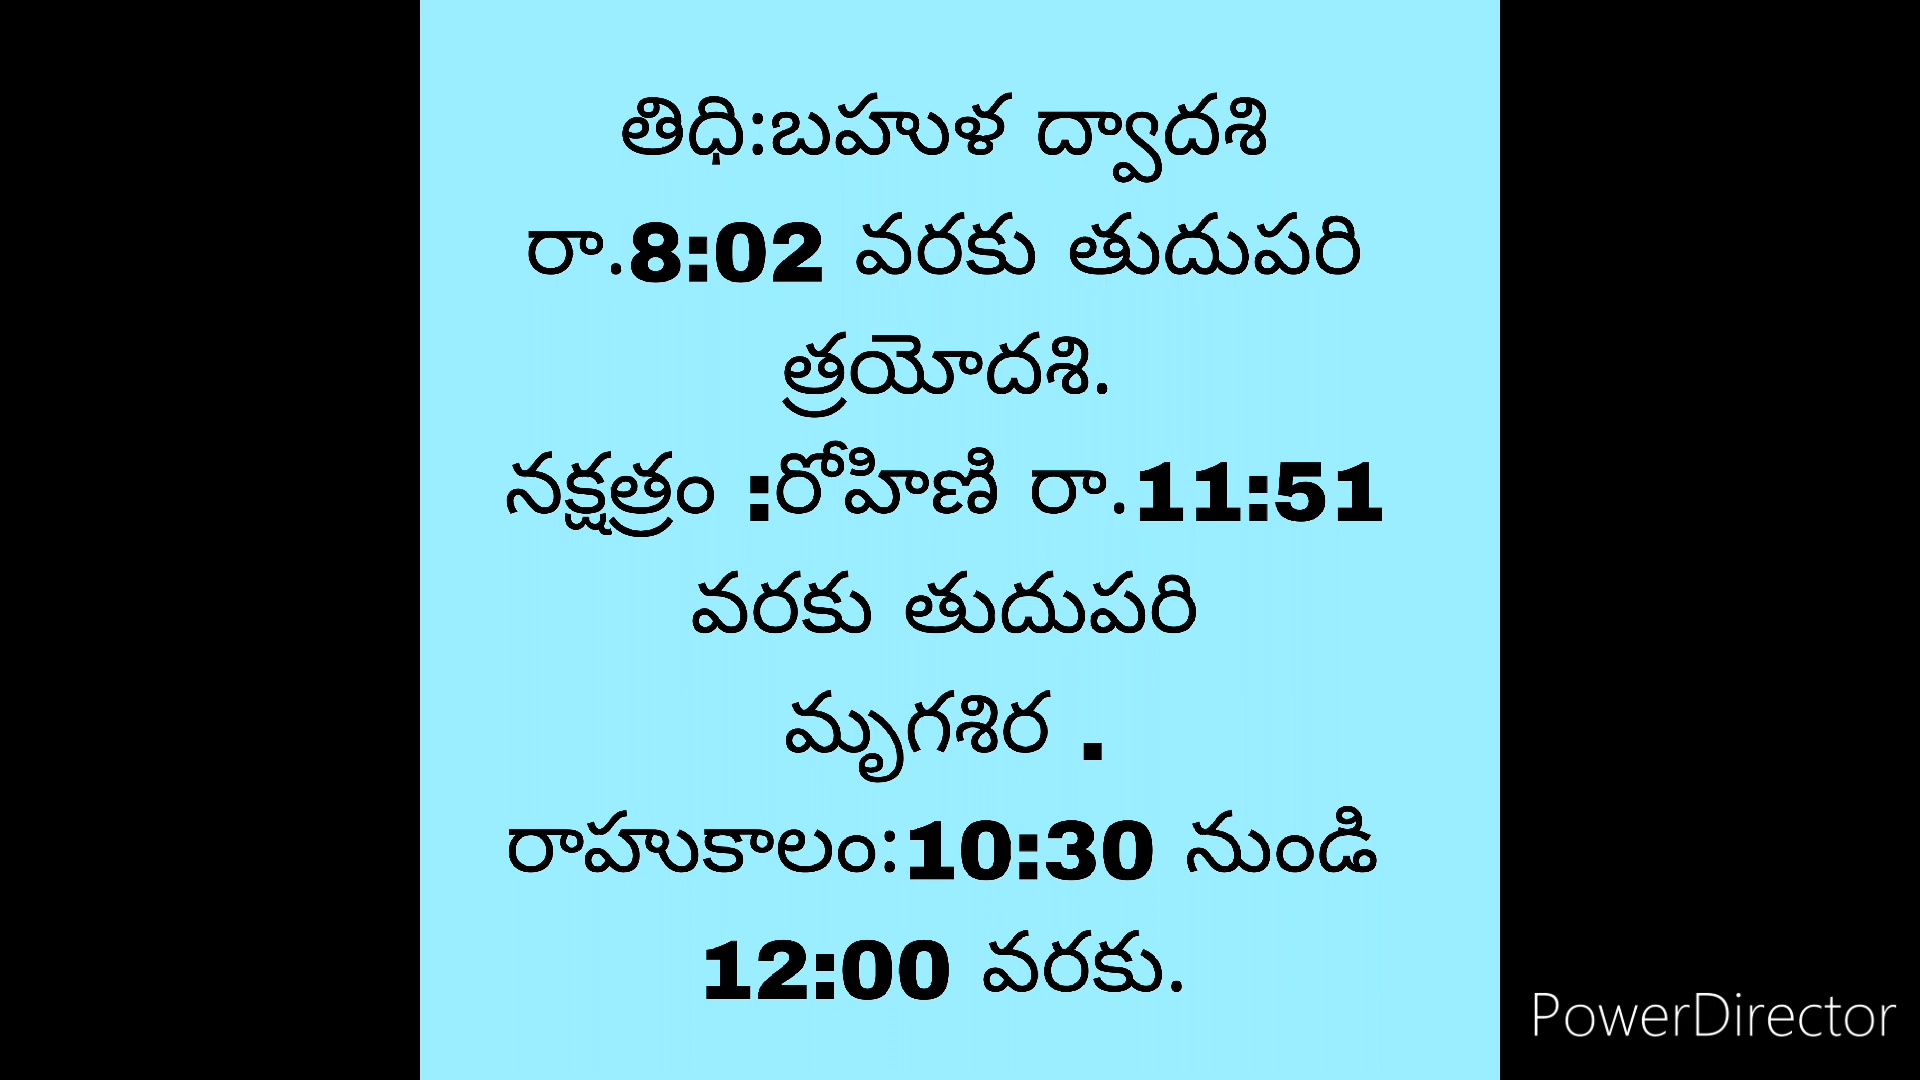 తిధి:బహుళ ద్వాదశి
రా.8:02 వరకు తుదుపరి
త్రయోదశి.
నక్షత్రం :రోహిణి రా.11:51
వరకు తుదుపరి
మృగశిర .
రాహుకాలం:10:30 నుండి
12:00 వరకు.
PowerDirector